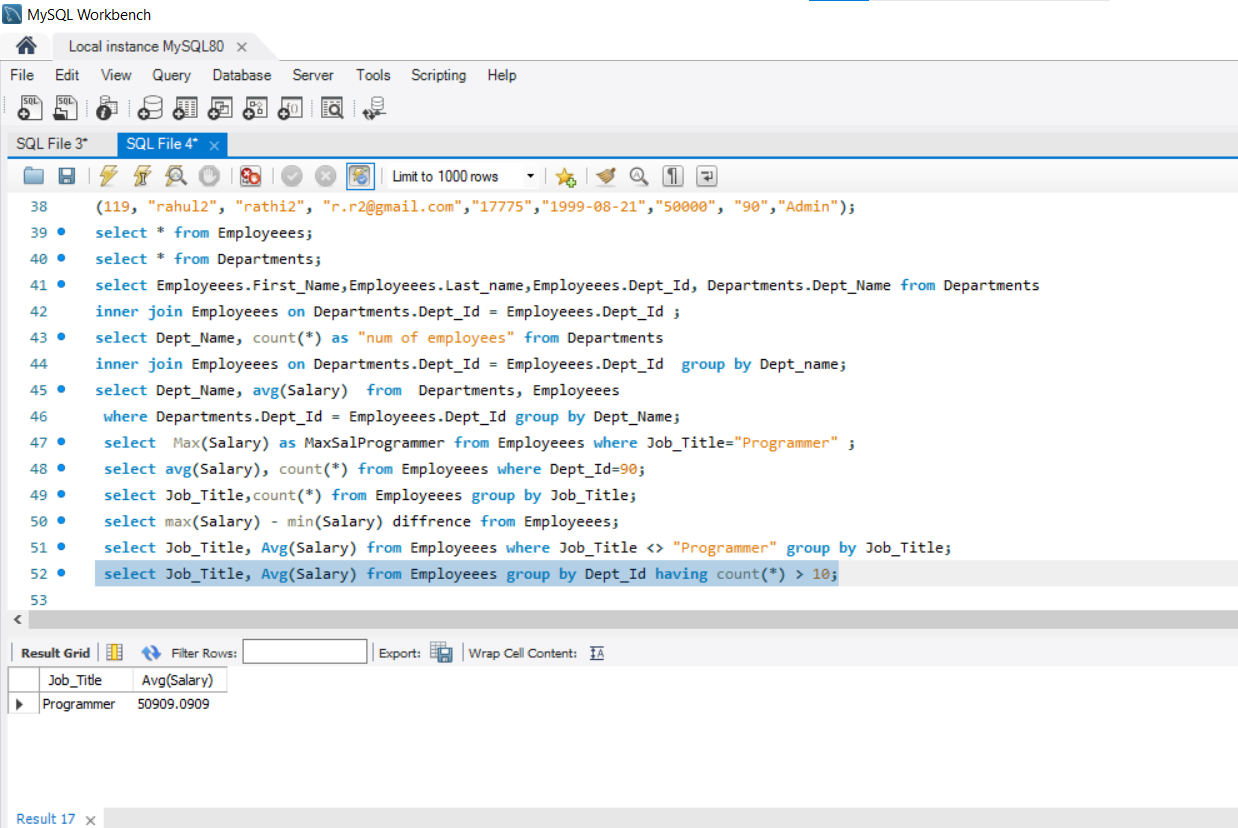 MySQL Workbench
Local instance MySQL80
File Edit View Query Database Server Tools Scripting Help
SQL File 3* SQL File 4*
Limit to 1000 rows
38 (119, "rahul2", "rathi2", "r.r2@gmail.com","17775","1999-08-21","50000", "90","Admin");
39 select * from Employeees;
40 select * from Departments;
41 select Employeees.First_Name,Employeees.Last_name,Employeees.Dept_Id, Departments.Dept_Name from Departments
42 inner join Employeees on Departments.Dept_Id = Employeees.Dept_Id ;
43 select Dept_Name, count(*) as "num of employees" from Departments
44 inner join Employeees on Departments.Dept_Id = Employeees.Dept_Id  group by Dept_name;
45 select Dept_Name, avg(Salary)  from  Departments, Employeees
46 where Departments.Dept_Id = Employeees.Dept_Id group by Dept_Name;
47 select  Max(Salary) as MaxSalProgrammer from Employeees where Job_Title="Programmer" ;
48 select avg(Salary), count(*) from Employeees where Dept_Id=90;
49 select Job_Title,count(*) from Employeees group by Job_Title;
50 select max(Salary) - min(Salary) diffrence from Employeees;
51 select Job_Title, Avg(Salary) from Employeees where Job_Title <> "Programmer" group by Job_Title;
52 select Job_Title, Avg(Salary) from Employeees group by Dept_Id having count(*) > 10;
53
Result Grid Filter Rows: Export: Wrap Cell Content:
Job_Title Avg(Salary)
Programmer 50909.0909
Result 17